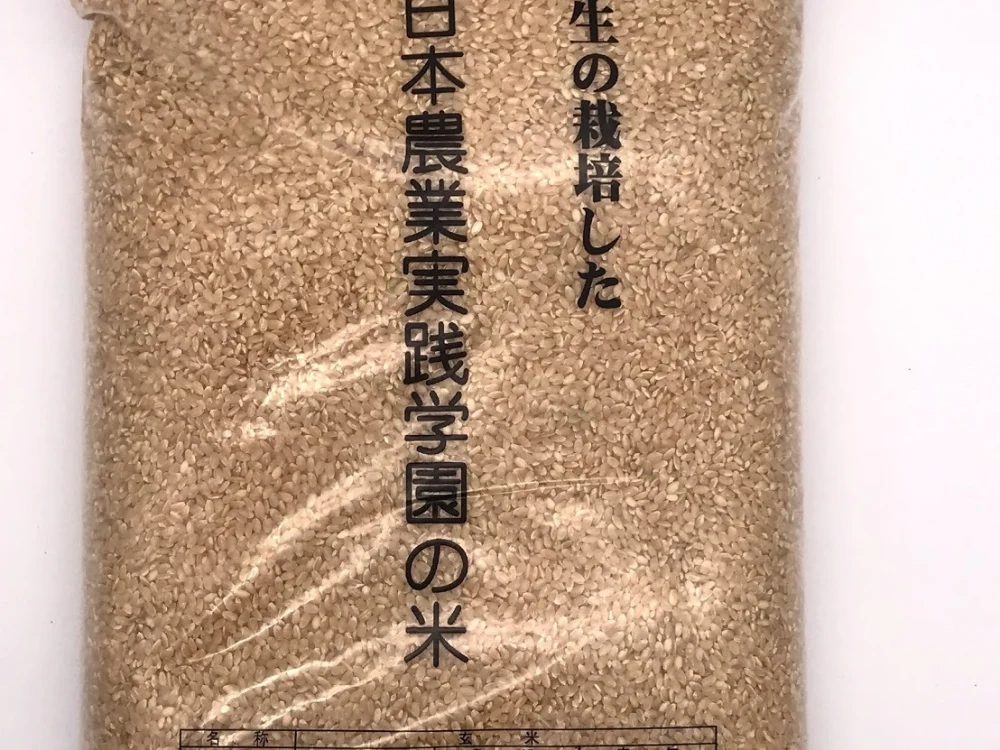 生の栽培した
日本農業実践学園の米
名称 玄米